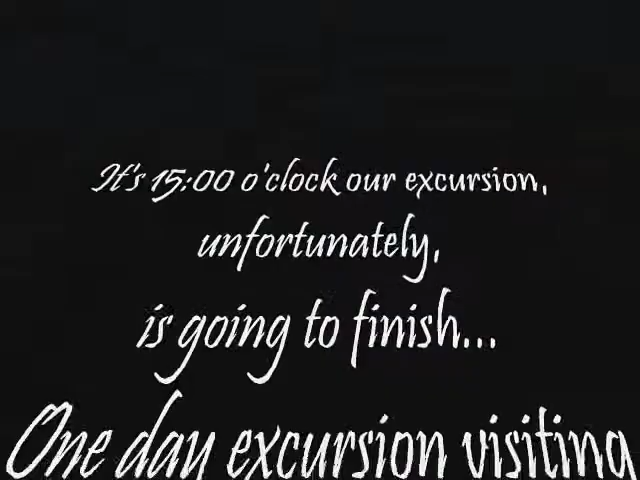 It's 15:00 o'clock our excursion,
unfortunately,
is going to finish...
One day excursion visiting